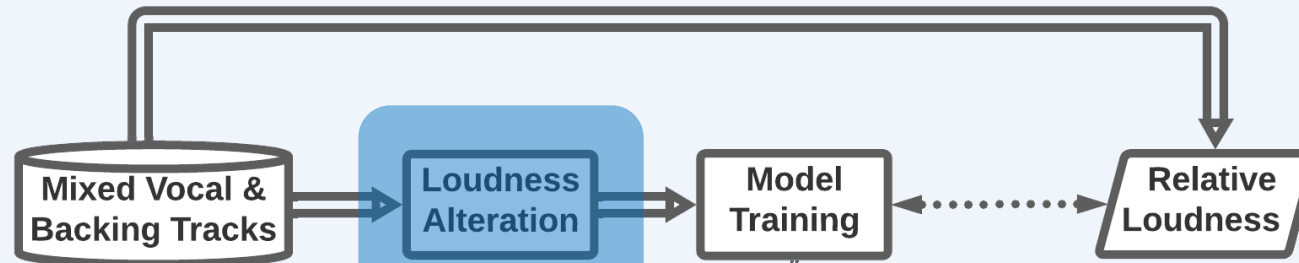 Mixed Vocal &
Backing Tracks
Loudness
Alteration
Model
Training
Relative
Loudness